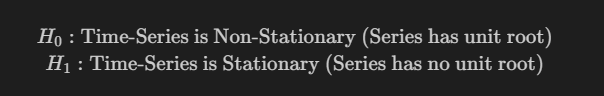 H₀ : Time-Series is Non-Stationary (Series has unit root)
H₁ : Time-Series is Stationary (Series has no unit root)